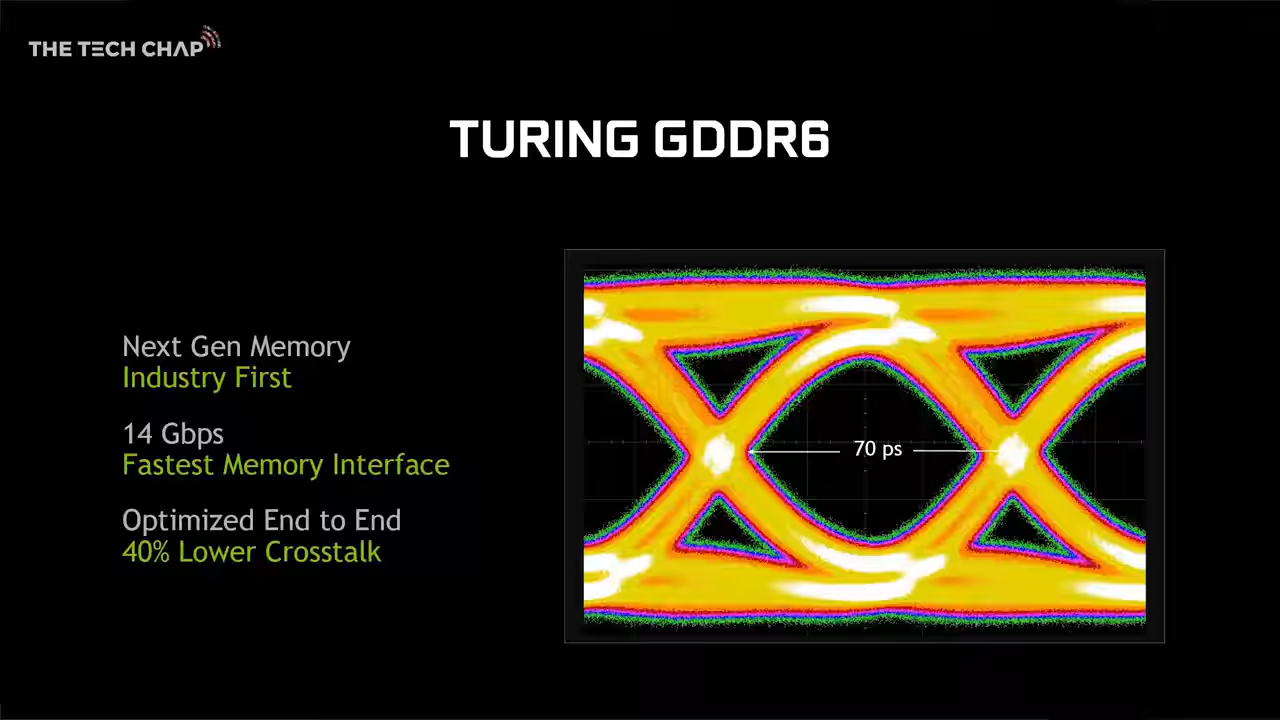 THE TECH CHAP
TURING GDDR6
Next Gen Memory
Industry First
14 Gbps
Fastest Memory Interface
Optimized End to End
40% Lower Crosstalk
70 ps